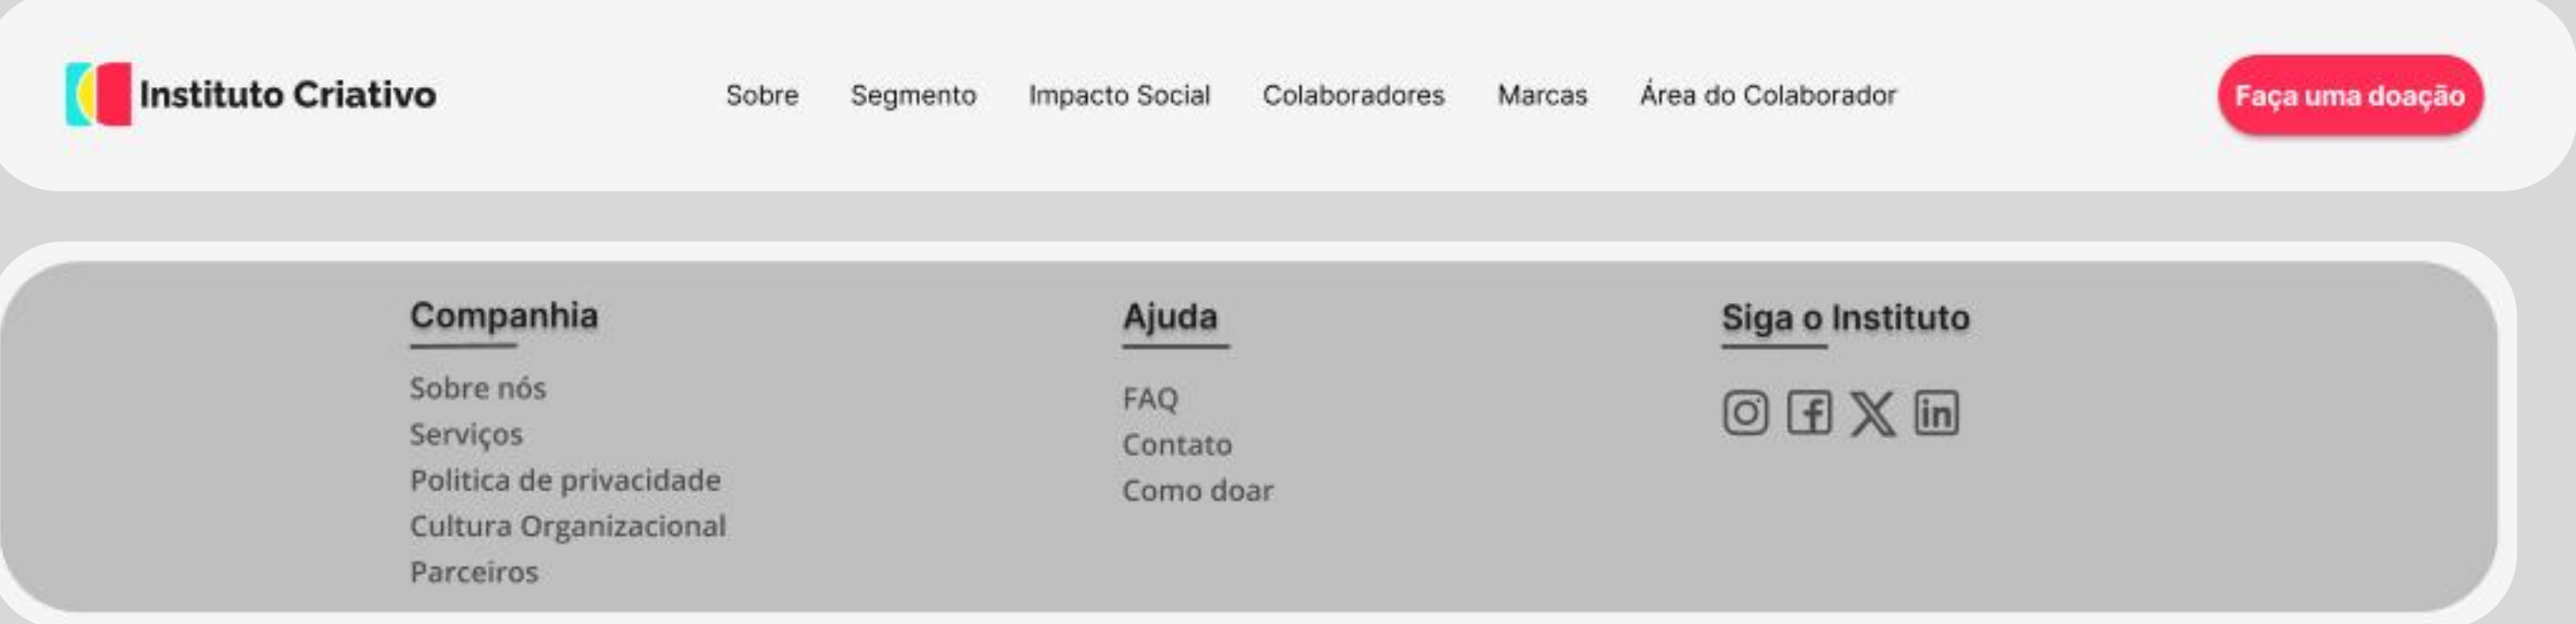 Instituto Criativo
Sobre
Segmento
Impacto Social
Colaboradores
Marcas
Área do Colaborador
Faça uma doação
Companhia
Sobre nós
Serviços
Politica de privacidade
Cultura Organizacional
Parceiros
Ajuda
FAQ
Contato
Como doar
Siga o Instituto